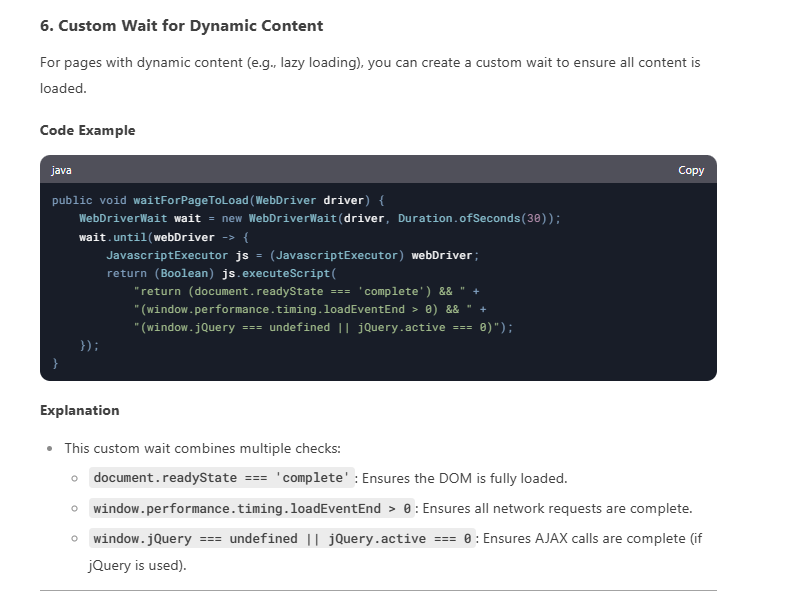 6. Custom Wait for Dynamic Content
For pages with dynamic content (e.g., lazy loading), you can create a custom wait to ensure all content is
loaded.
Code Example
java
Copy
public void waitForPageToLoad(WebDriver driver) {
    WebDriverWait wait = new WebDriverWait(driver, Duration.ofSeconds(30));
    wait.until(webDriver -> {
        JavascriptExecutor js = (JavascriptExecutor) webDriver;
        return (Boolean) js.executeScript(
            "return (document.readyState === 'complete') && " +
            "(window.performance.timing.loadEventEnd > 0) && " +
            "(window.jQuery === undefined || jQuery.active === 0)");
    });
}
Explanation
• This custom wait combines multiple checks:
◦ document.readyState === 'complete' : Ensures the DOM is fully loaded.
◦ window.performance.timing.loadEventEnd > 0 : Ensures all network requests are complete.
◦ window.jQuery === undefined || jQuery.active === 0 : Ensures AJAX calls are complete (if
jQuery is used).